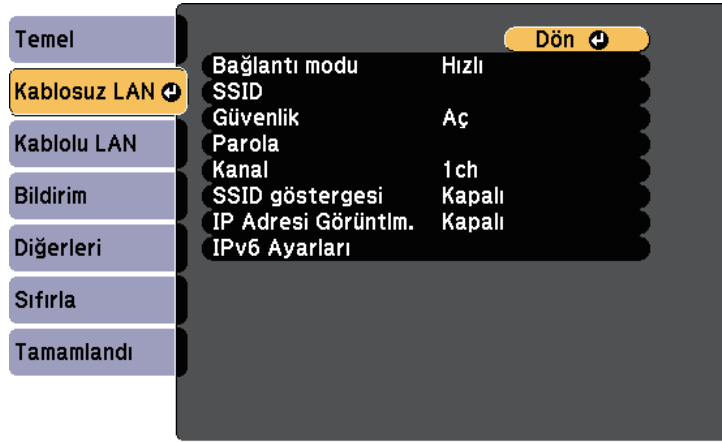 Temel
Kablosuz LAN
Kablolu LAN
Bildirim
Diğerleri
Sıfırla
Tamamlandı
Dön
Bağlantı modu Hızlı
SSID
Güvenlik Aç
Parola
Kanal 1ch
SSID göstergesi Kapalı
IP Adresi Görüntlm. Kapalı
IPv6 Ayarları